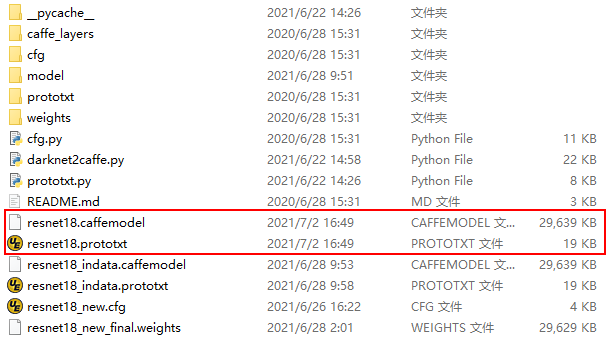 __pycache__ 2021/6/22 14:26 文件夹
caffe_layers 2020/6/28 15:31 文件夹
cfg 2020/6/28 15:31 文件夹
model 2021/6/28 9:51 文件夹
prototxt 2020/6/28 15:31 文件夹
weights 2020/6/28 15:31 文件夹
cfg.py 2020/6/28 15:31 Python File 11 KB
darknet2caffe.py 2021/6/22 14:58 Python File 22 KB
prototxt.py 2021/6/22 14:26 Python File 8 KB
README.md 2020/6/28 15:31 MD 文件 3 KB
resnet18.caffemodel 2021/7/2 16:49 CAFFEMODEL 文... 29,639 KB
resnet18.prototxt 2021/7/2 16:49 PROTOTXT 文件 19 KB
resnet18_indata.caffemodel 2021/6/28 9:53 CAFFEMODEL 文... 29,639 KB
resnet18_indata.prototxt 2021/6/28 9:58 PROTOTXT 文件 19 KB
resnet18_new.cfg 2021/6/26 16:22 CFG 文件 4 KB
resnet18_new_final.weights 2021/6/28 2:01 WEIGHTS 文件 29,629 KB